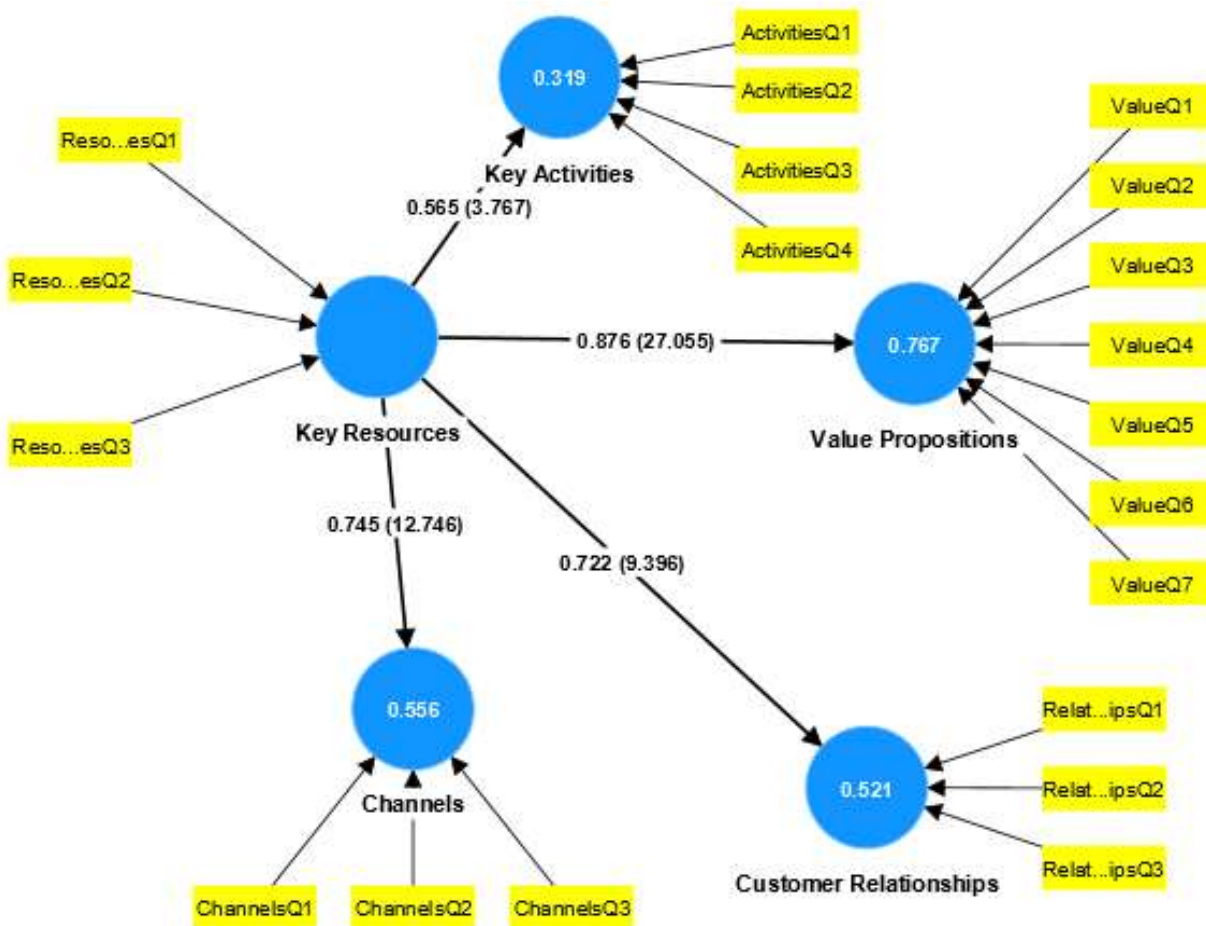 ActivitiesQ1
0.319
ActivitiesQ2
ValueQ1
Reso...esQ1
ActivitiesQ3
Key Activities
ValueQ2
0.565 (3.767)
ActivitiesQ4
ValueQ3
Reso...esQ2
0.876 (27.055)
0.767
ValueQ4
Reso...esQ3
Key Resources
Value Propositions
ValueQ5
ValueQ6
0.745 (12.746)
0.722 (9.396)
ValueQ7
0.556
Relat...ipsQ1
0.521
Relat...ipsQ2
Channels
Relat...ipsQ3
Customer Relationships
ChannelsQ1
ChannelsQ2
ChannelsQ3